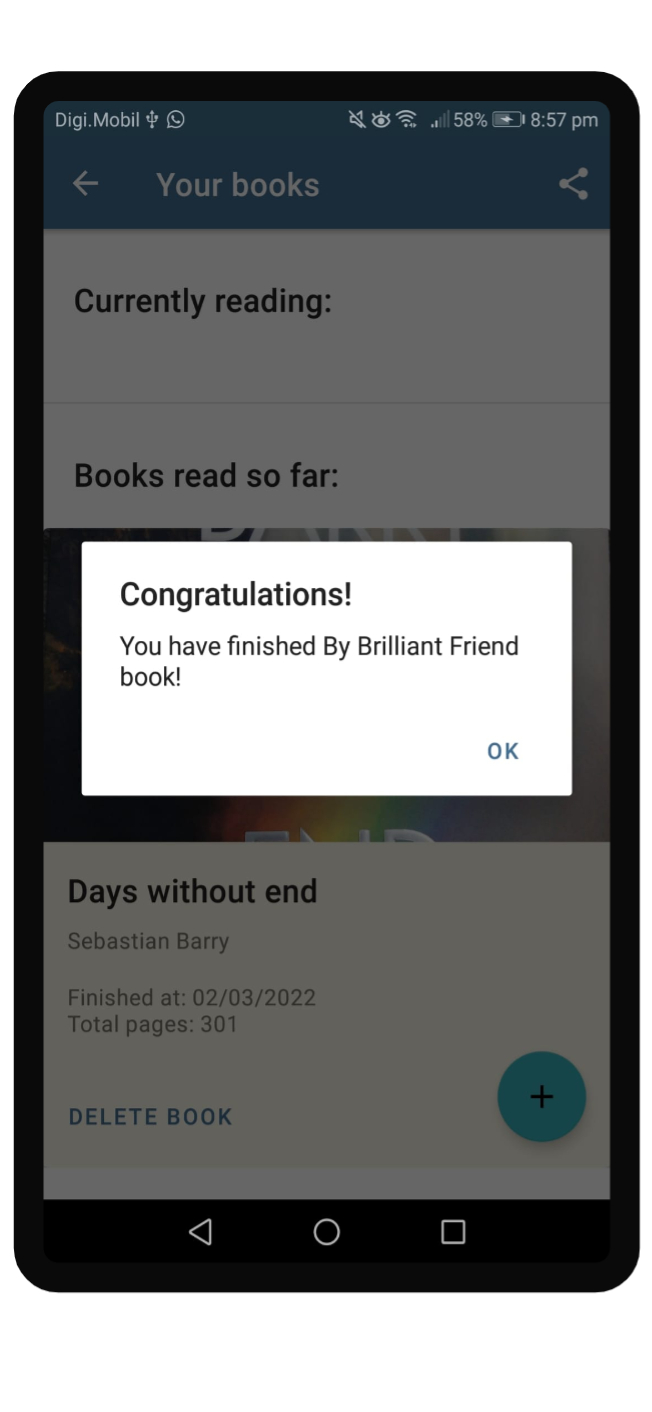 Digi.Mobil 58% 8:57 pm
Your books
Currently reading:
Books read so far:
Congratulations!
You have finished By Brilliant Friend
book!
OK
Days without end
Sebastian Barry
Finished at: 02/03/2022
Total pages: 301
DELETE BOOK
+